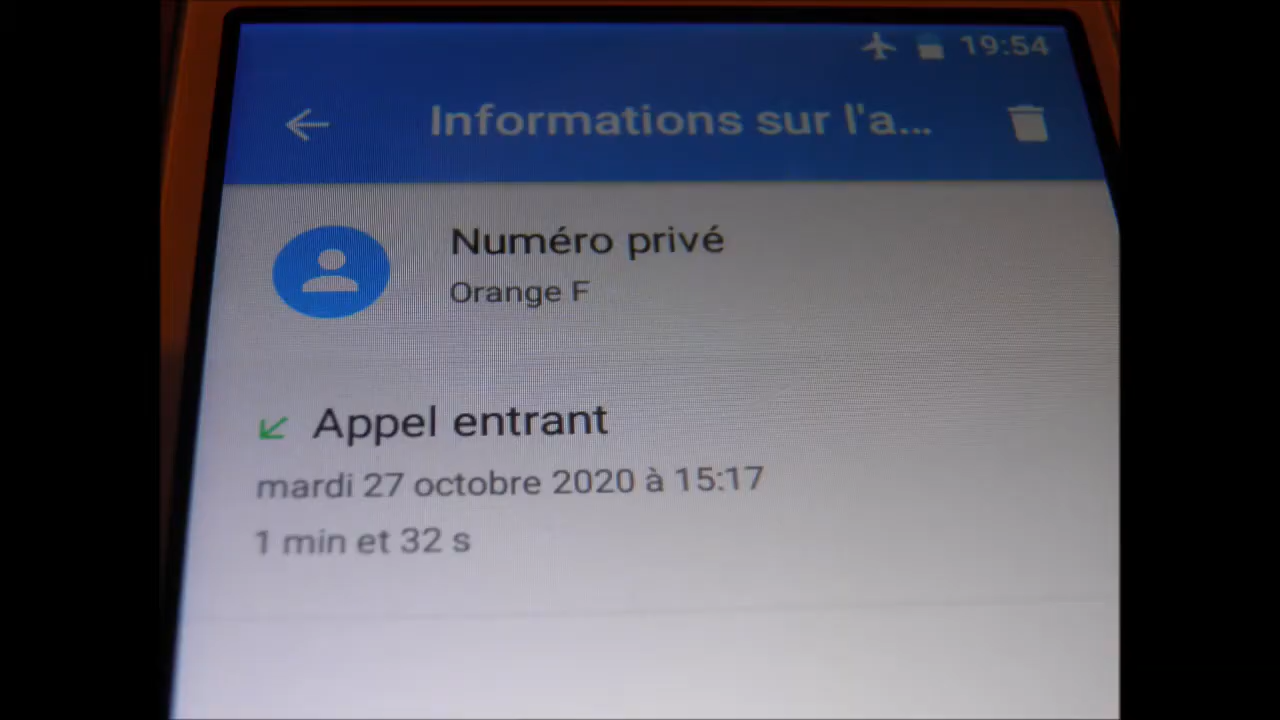 19:54
Informations sur l'a...
Numéro privé
Orange F
Appel entrant
mardi 27 octobre 2020 à 15:17
1 min et 32 s